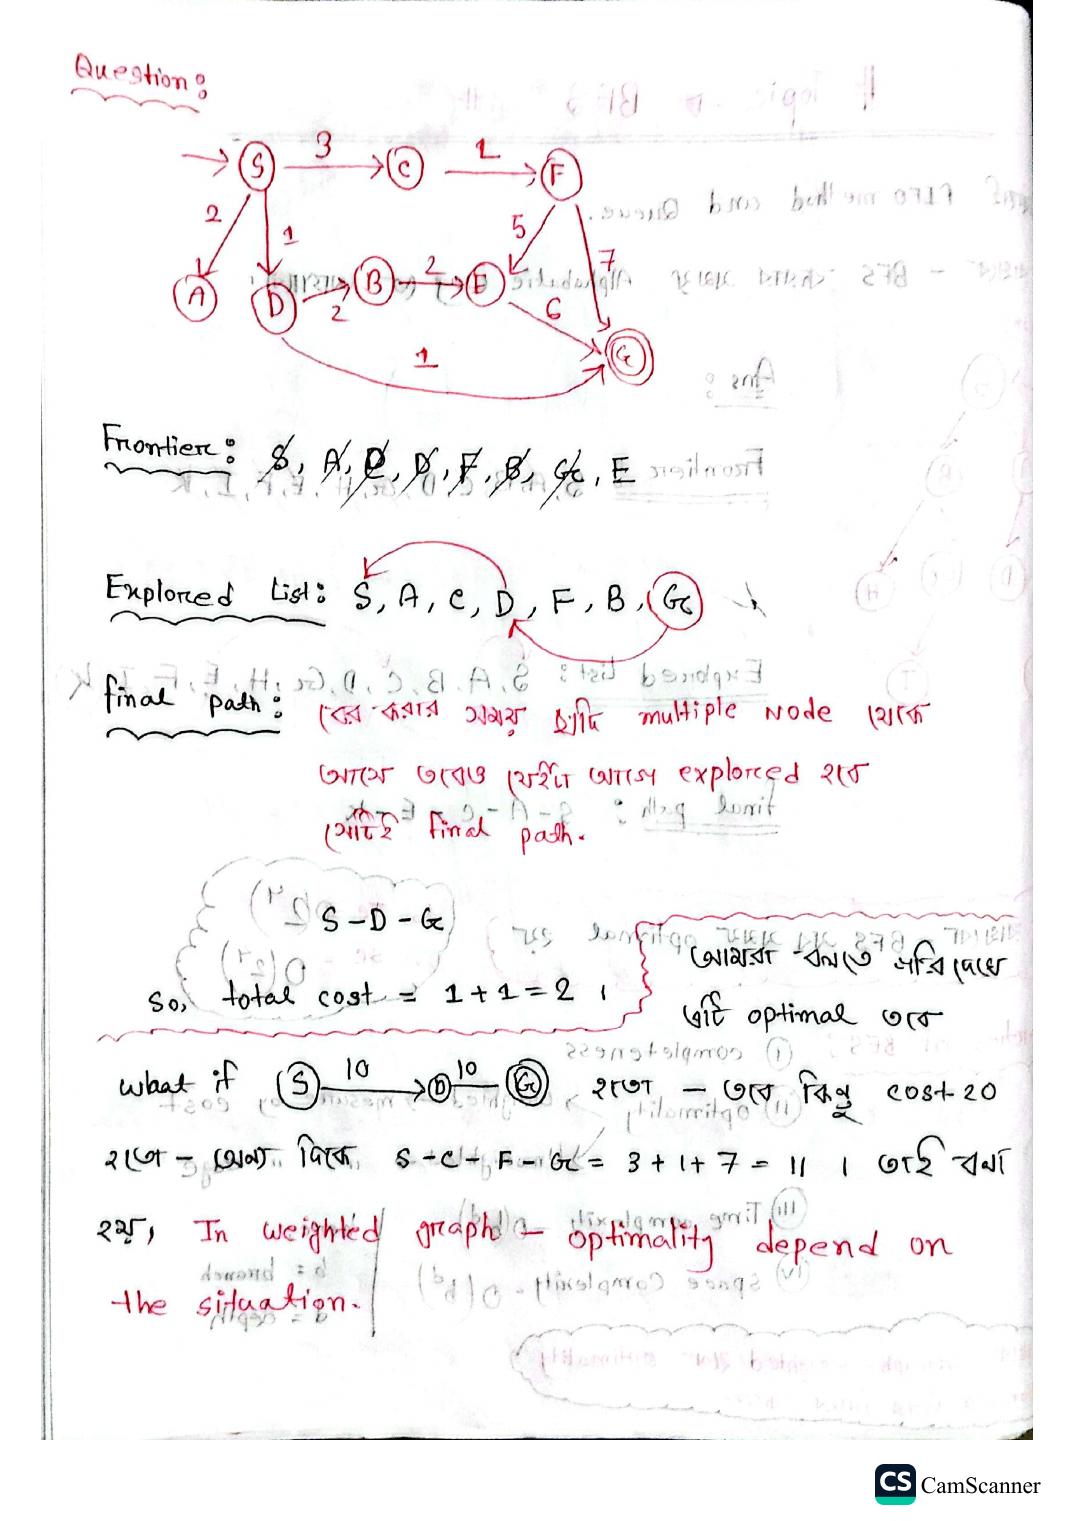 Question:
S 3 C 1 F
2 1 5 7
A D 2 B 2 E 6
1 G
Frontier: S, A, C, D, F, B, G, E
Explored List: S, A, C, D, F, B, G
final path: বের করার সময় যদি multiple Node থেকে
আসে তবেও যেইটা আগে explored হবে
সেটাই final path.
S - D - G
So, total cost = 1 + 1 = 2 ।
আমরা বলতে পারি যে
এটি optimal তবে
what if S 10 D 10 G হতো - তবে কিন্তু cost 20
হতো - অন্য দিকে S - C - F - G = 3 + 1 + 7 = 11 । তাই বলা
হয়, In weighted graph - optimality depend on
the situation.
CS CamScanner